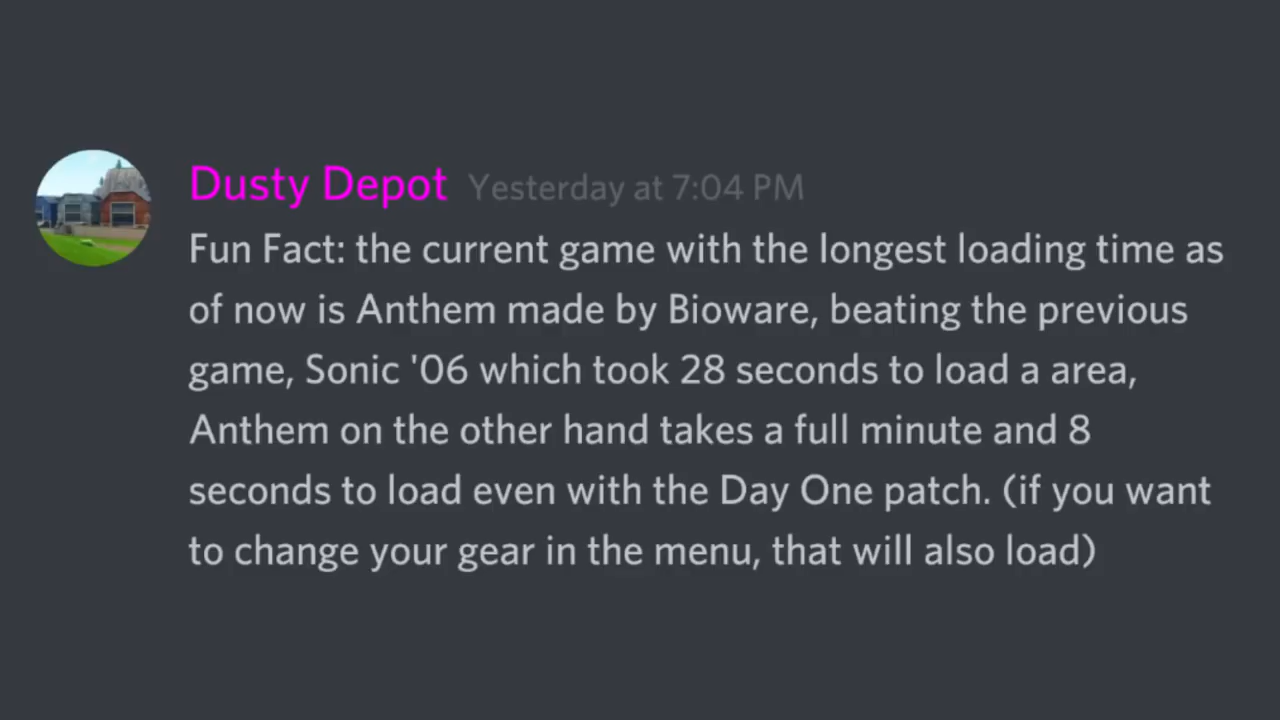 Dusty Depot Yesterday at 7:04 PM
Fun Fact: the current game with the longest loading time as
of now is Anthem made by Bioware, beating the previous
game, Sonic '06 which took 28 seconds to load a area,
Anthem on the other hand takes a full minute and 8
seconds to load even with the Day One patch. (if you want
to change your gear in the menu, that will also load)